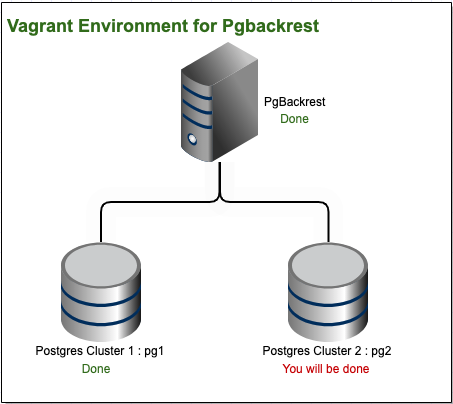 Vagrant Environment for Pgbackrest
PgBackrest
Done
Postgres Cluster 1 : pg1
Done
Postgres Cluster 2 : pg2
You will be done